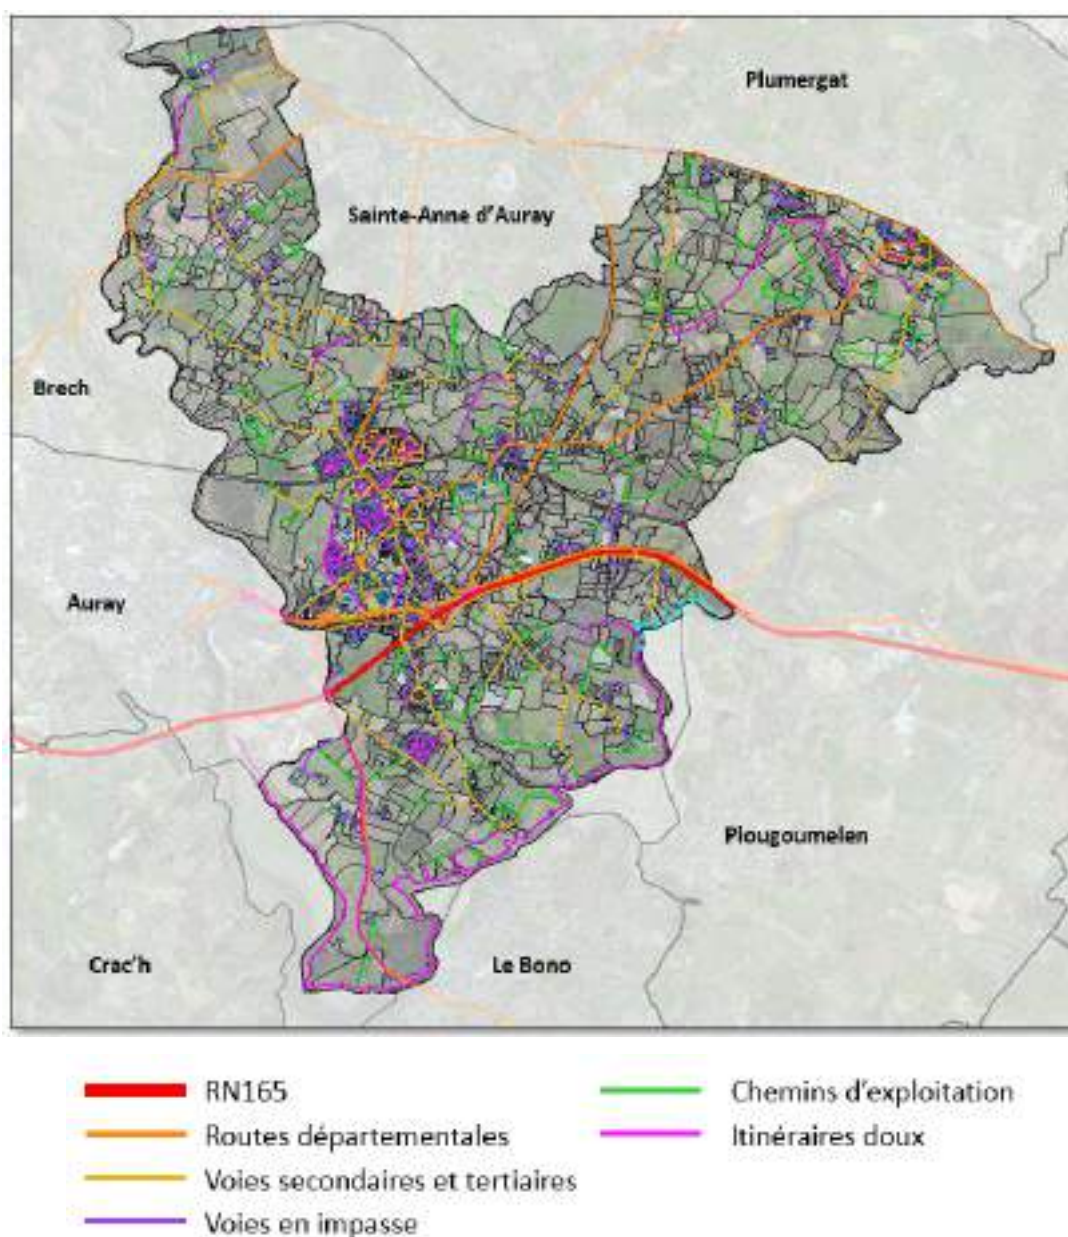 Plumergat
Sainte-Anne d'Auray
Brech
Auray
Plougoumelen
Crac'h
Le Bono
RN165
Chemins d'exploitation
Routes départementales
Itinéraires doux
Voies secondaires et tertiaires
Voies en impasse